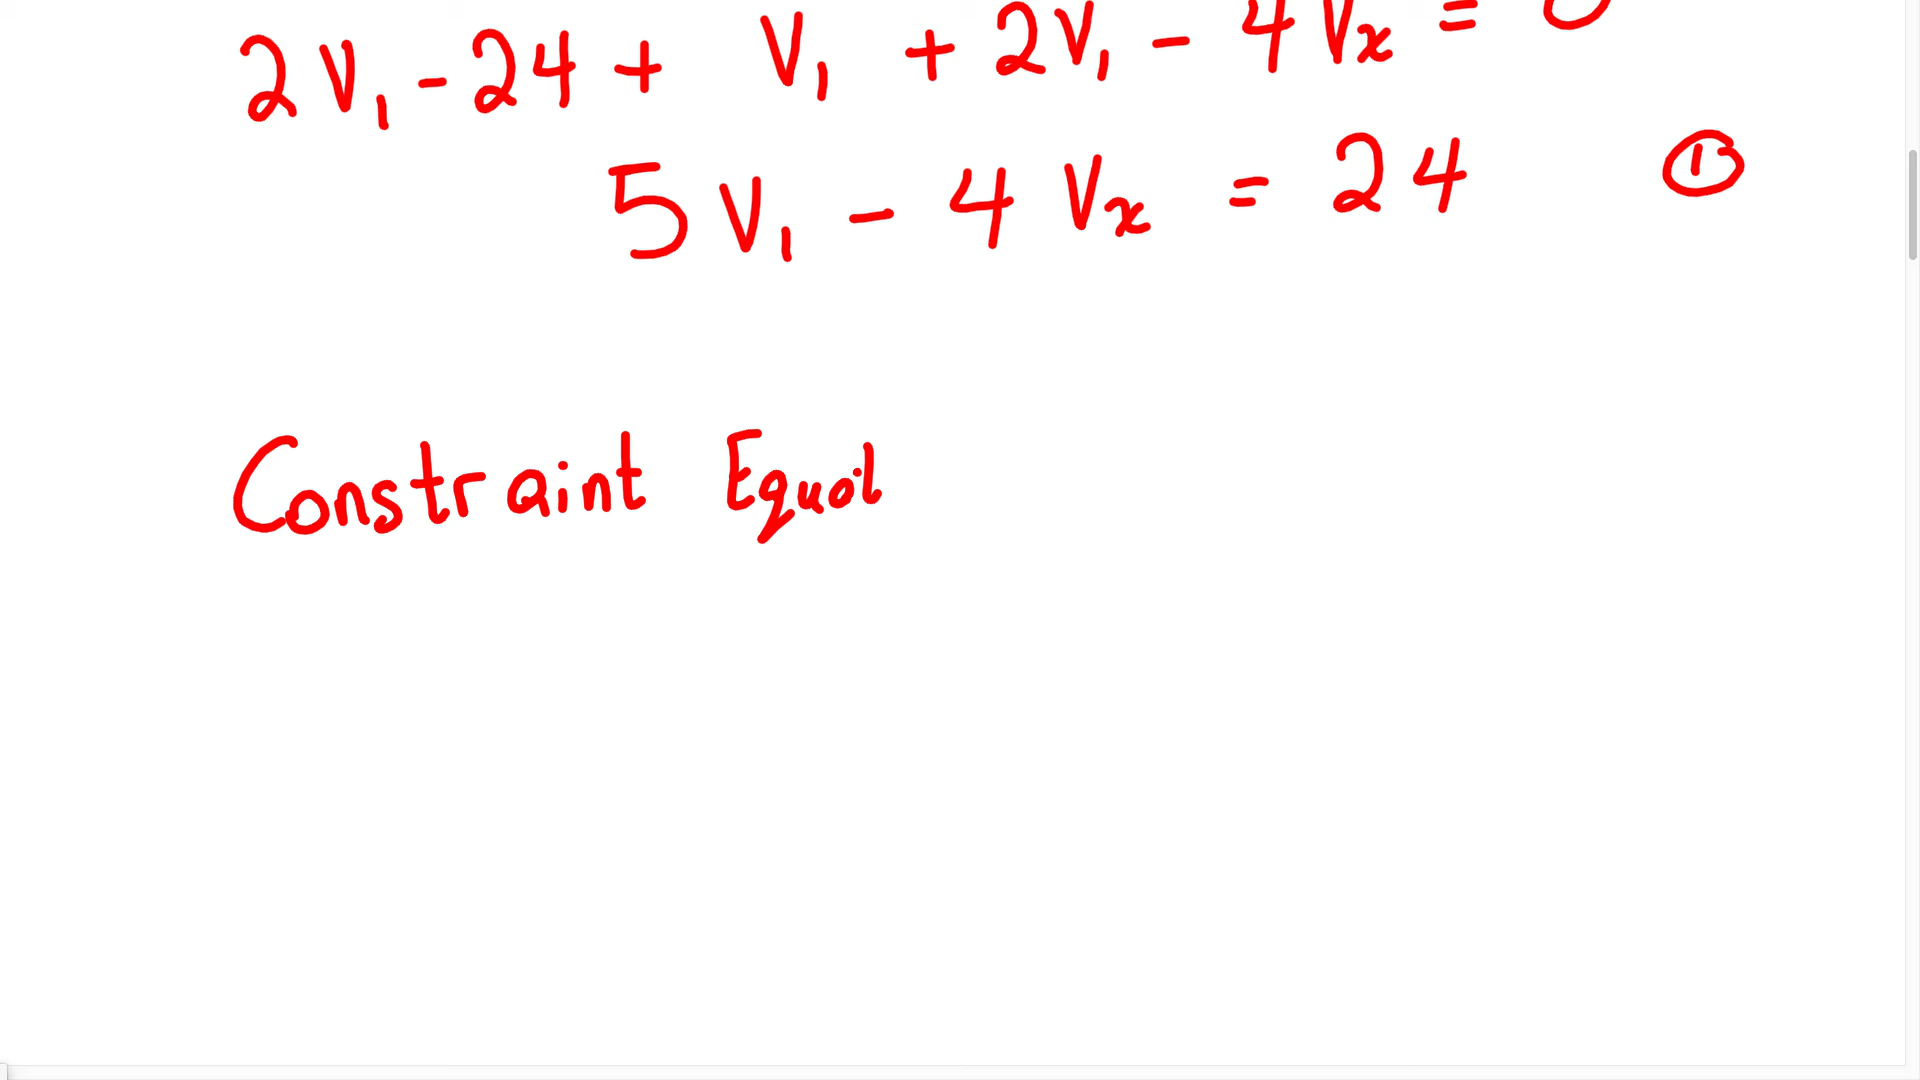 2V₁ - 24 + V₁ + 2V₁ - 4Vₓ = 0
5V₁ - 4Vₓ = 24 ①
Constraint Equat